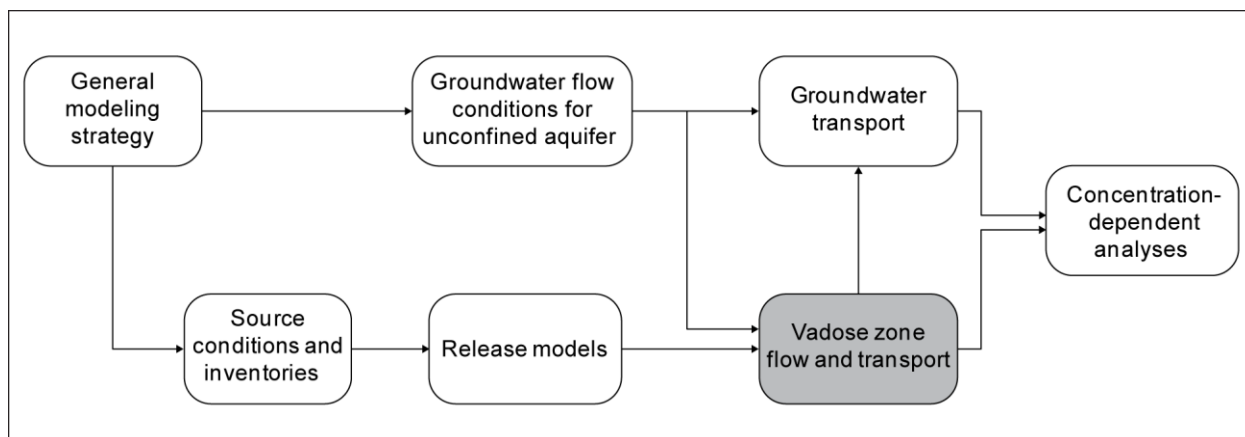 General
modeling
strategy
Groundwater flow
conditions for
unconfined aquifer
Groundwater
transport
Concentration-
dependent
analyses
Source
conditions and
inventories
Release models
Vadose zone
flow and transport